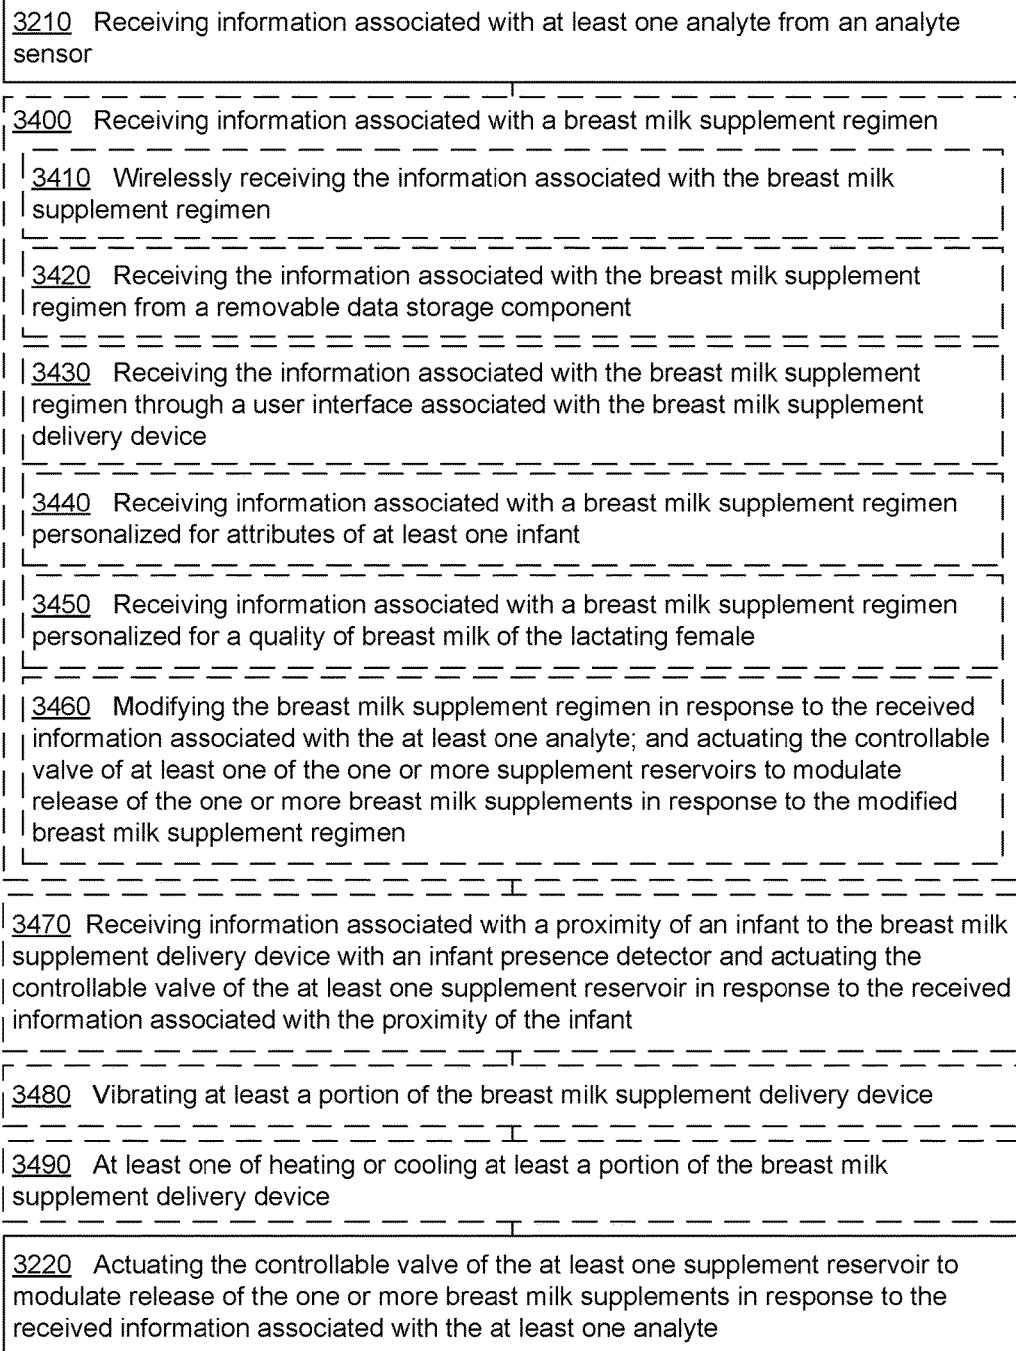 3210 Receiving information associated with at least one analyte from an analyte
sensor
3400 Receiving information associated with a breast milk supplement regimen
3410 Wirelessly receiving the information associated with the breast milk
supplement regimen
3420 Receiving the information associated with the breast milk supplement
regimen from a removable data storage component
3430 Receiving the information associated with the breast milk supplement
regimen through a user interface associated with the breast milk supplement
delivery device
3440 Receiving information associated with a breast milk supplement regimen
personalized for attributes of at least one infant
3450 Receiving information associated with a breast milk supplement regimen
personalized for a quality of breast milk of the lactating female
3460 Modifying the breast milk supplement regimen in response to the received
information associated with the at least one analyte; and actuating the controllable
valve of at least one of the one or more supplement reservoirs to modulate
release of the one or more breast milk supplements in response to the modified
breast milk supplement regimen
3470 Receiving information associated with a proximity of an infant to the breast milk
supplement delivery device with an infant presence detector and actuating the
controllable valve of the at least one supplement reservoir in response to the received
information associated with the proximity of the infant
3480 Vibrating at least a portion of the breast milk supplement delivery device
3490 At least one of heating or cooling at least a portion of the breast milk
supplement delivery device
3220 Actuating the controllable valve of the at least one supplement reservoir to
modulate release of the one or more breast milk supplements in response to the
received information associated with the at least one analyte